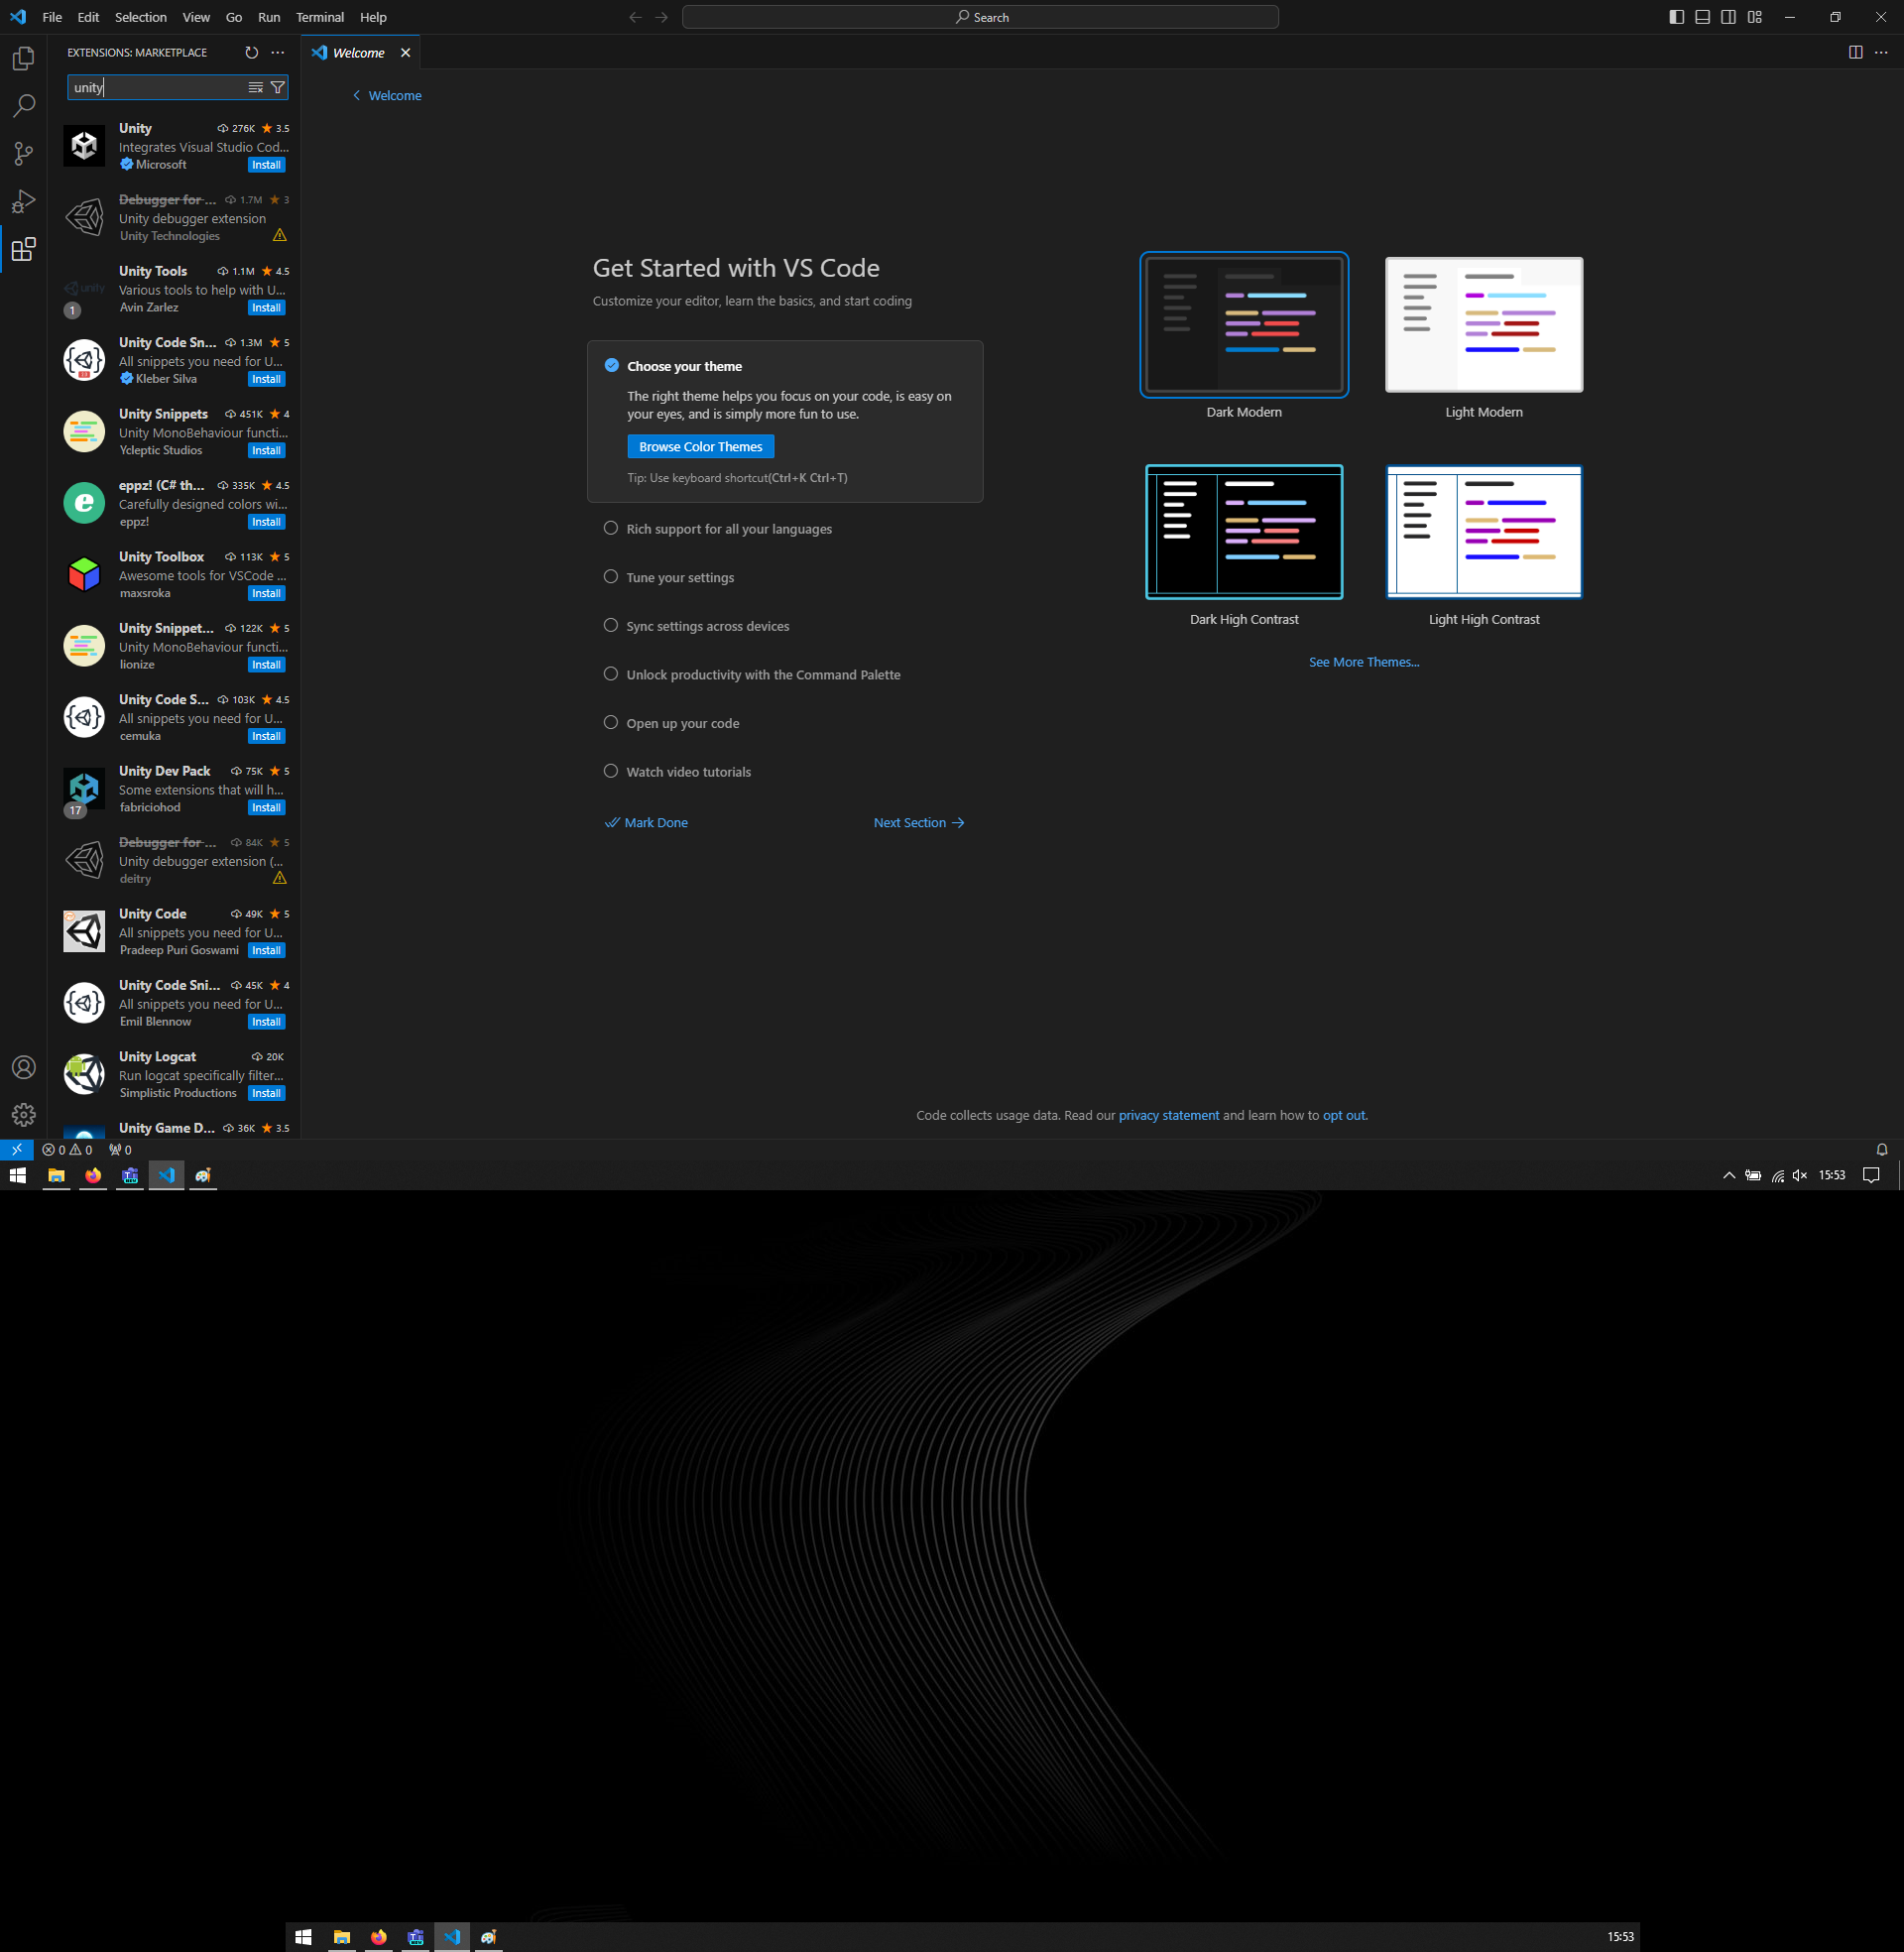 File Edit Selection View Go Run Terminal Help
Search
EXTENSIONS: MARKETPLACE
unity
Unity 276K 3.5
Integrates Visual Studio Cod...
Microsoft Install
Debugger for ... 1.7M 3
Unity debugger extension
Unity Technologies
Unity Tools 1.1M 4.5
Various tools to help with U...
Avin Zarlez Install
1
Unity Code Sn... 1.3M 5
All snippets you need for U...
Kleber Silva Install
Unity Snippets 451K 4
Unity MonoBehaviour functi...
Ycleptic Studios Install
eppz! (C# th... 335K 4.5
Carefully designed colors wi...
eppz! Install
Unity Toolbox 113K 5
Awesome tools for VSCode ...
maxsroka Install
Unity Snippet... 122K 5
Unity MonoBehaviour functi...
lionize Install
Unity Code S... 103K 4.5
All snippets you need for U...
cemuka Install
Unity Dev Pack 75K 5
Some extensions that will h...
fabriciohod Install
17
Debugger for ... 84K 5
Unity debugger extension (...
deitry
Unity Code 49K 5
All snippets you need for U...
Pradeep Puri Goswami Install
Unity Code Sni... 45K 4
All snippets you need for U...
Emil Blennow Install
Unity Logcat 20K
Run logcat specifically filter...
Simplistic Productions Install
Unity Game D... 36K 3.5
Welcome
Welcome
Get Started with VS Code
Customize your editor, learn the basics, and start coding
Choose your theme
The right theme helps you focus on your code, is easy on
your eyes, and is simply more fun to use.
Browse Color Themes
Tip: Use keyboard shortcut(Ctrl+K Ctrl+T)
Rich support for all your languages
Tune your settings
Sync settings across devices
Unlock productivity with the Command Palette
Open up your code
Watch video tutorials
Mark Done Next Section
Dark Modern Light Modern
Dark High Contrast Light High Contrast
See More Themes...
Code collects usage data. Read our privacy statement and learn how to opt out.
0 0 0
15:53
15:53